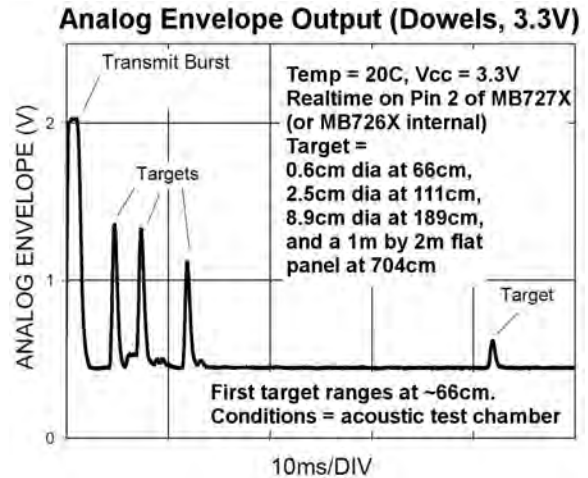 Analog Envelope Output (Dowels, 3.3V)
Transmit Burst
Temp = 20C, Vcc = 3.3V
Realtime on Pin 2 of MB727X
(or MB726X internal)
Target =
0.6cm dia at 66cm,
2.5cm dia at 111cm,
8.9cm dia at 189cm,
and a 1m by 2m flat
panel at 704cm
Targets
Target
First target ranges at ~66cm.
Conditions = acoustic test chamber
ANALOG ENVELOPE (V)
2
1
0
10ms/DIV